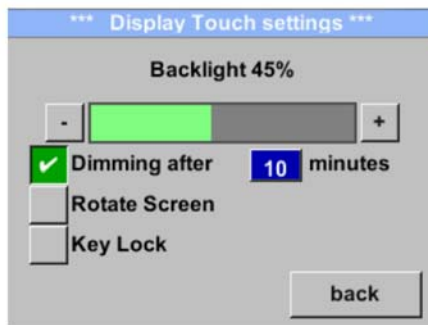 *** Display Touch settings ***
Backlight 45%
- +
Dimming after 10 minutes
Rotate Screen
Key Lock
back